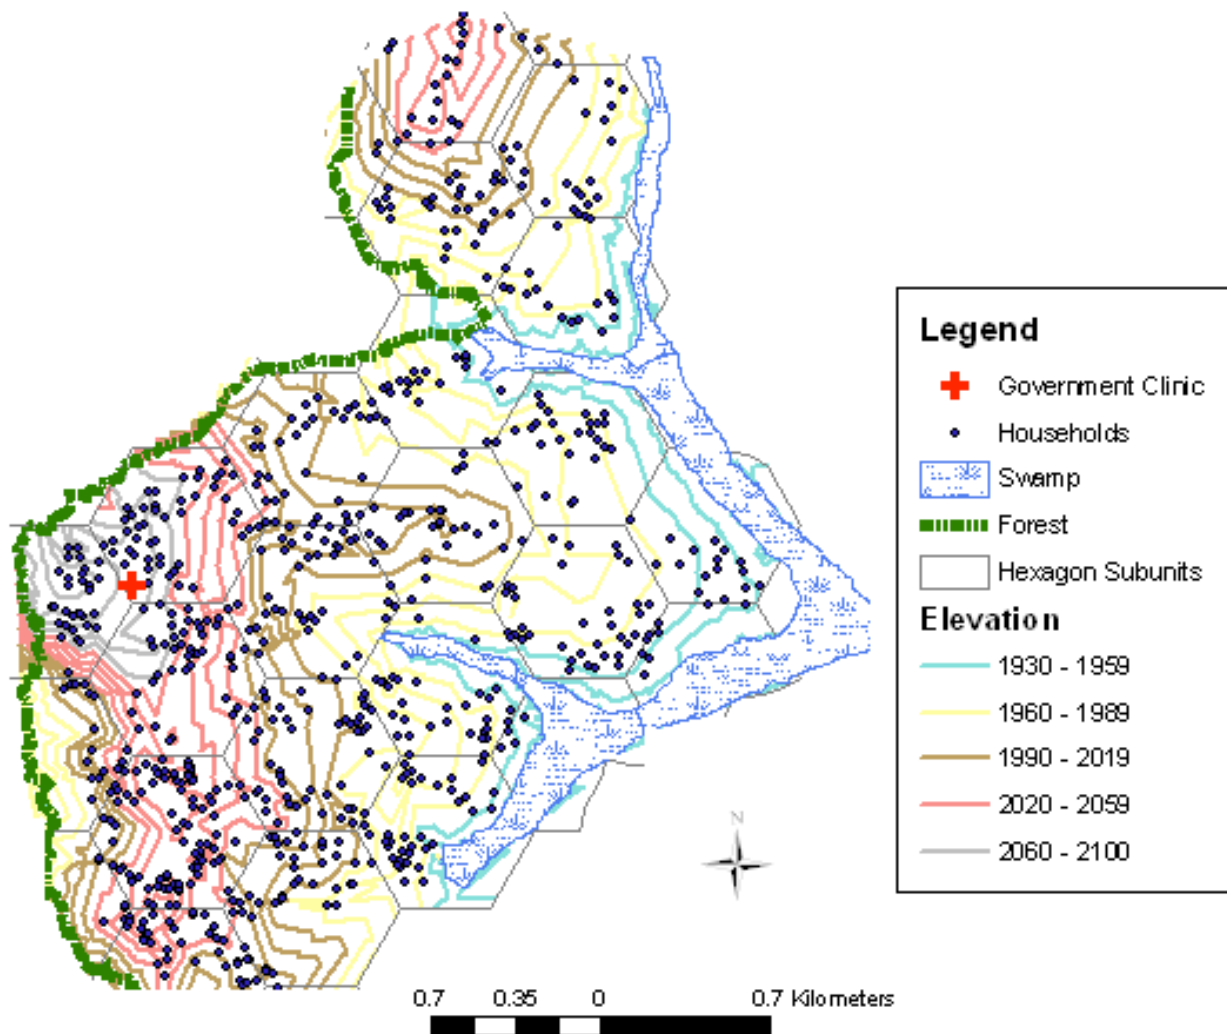 Legend
Government Clinic
Households
Swamp
Forest
Hexagon Subunits
Elevation
1930 - 1959
1960 - 1989
1990 - 2019
2020 - 2059
2060 - 2100
N
0.7 0.35 0 0.7 Kilometers